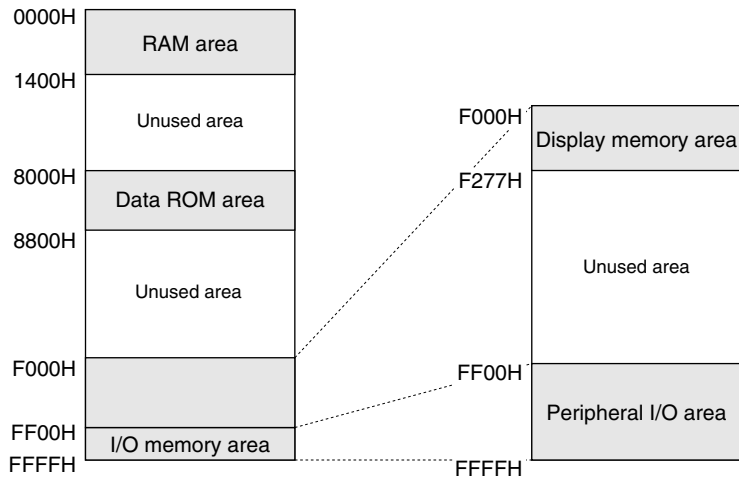 0000H
RAM area
1400H
Unused area
8000H
Data ROM area
8800H
Unused area
F000H
FF00H
I/O memory area
FFFFH
F000H
Display memory area
F277H
Unused area
FF00H
Peripheral I/O area
FFFFH